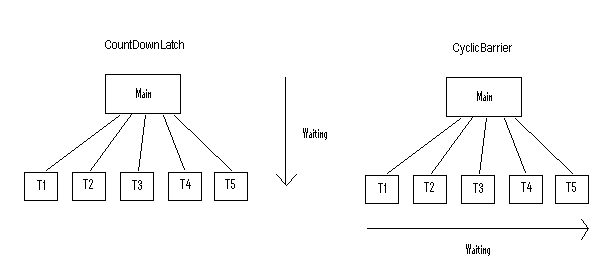 CountDownLatch
Main
Waiting
T1 T2 T3 T4 T5
CyclicBarrier
Main
T1 T2 T3 T4 T5
Waiting